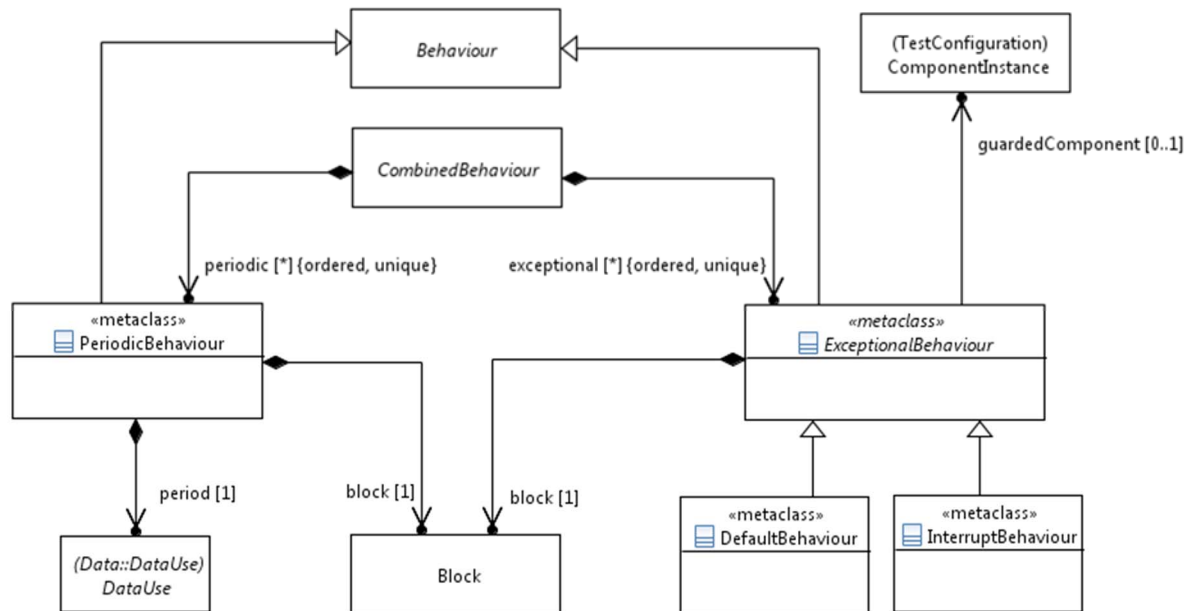 Behaviour
(TestConfiguration)
ComponentInstance
guardedComponent [0..1]
CombinedBehaviour
periodic [*] {ordered, unique}
exceptional [*] {ordered, unique}
«metaclass»
PeriodicBehaviour
«metaclass»
ExceptionalBehaviour
period [1]
block [1]
block [1]
(Data::DataUse)
DataUse
Block
«metaclass»
DefaultBehaviour
«metaclass»
InterruptBehaviour